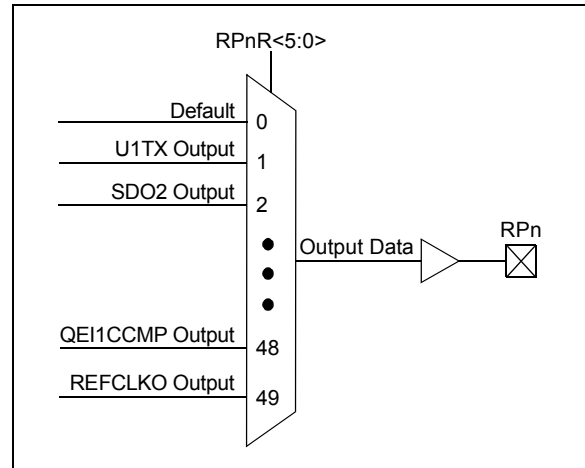 RPnR<5:0>
Default
0
U1TX Output
1
SDO2 Output
2
Output Data
RPn
QEI1CCMP Output
48
REFCLKO Output
49